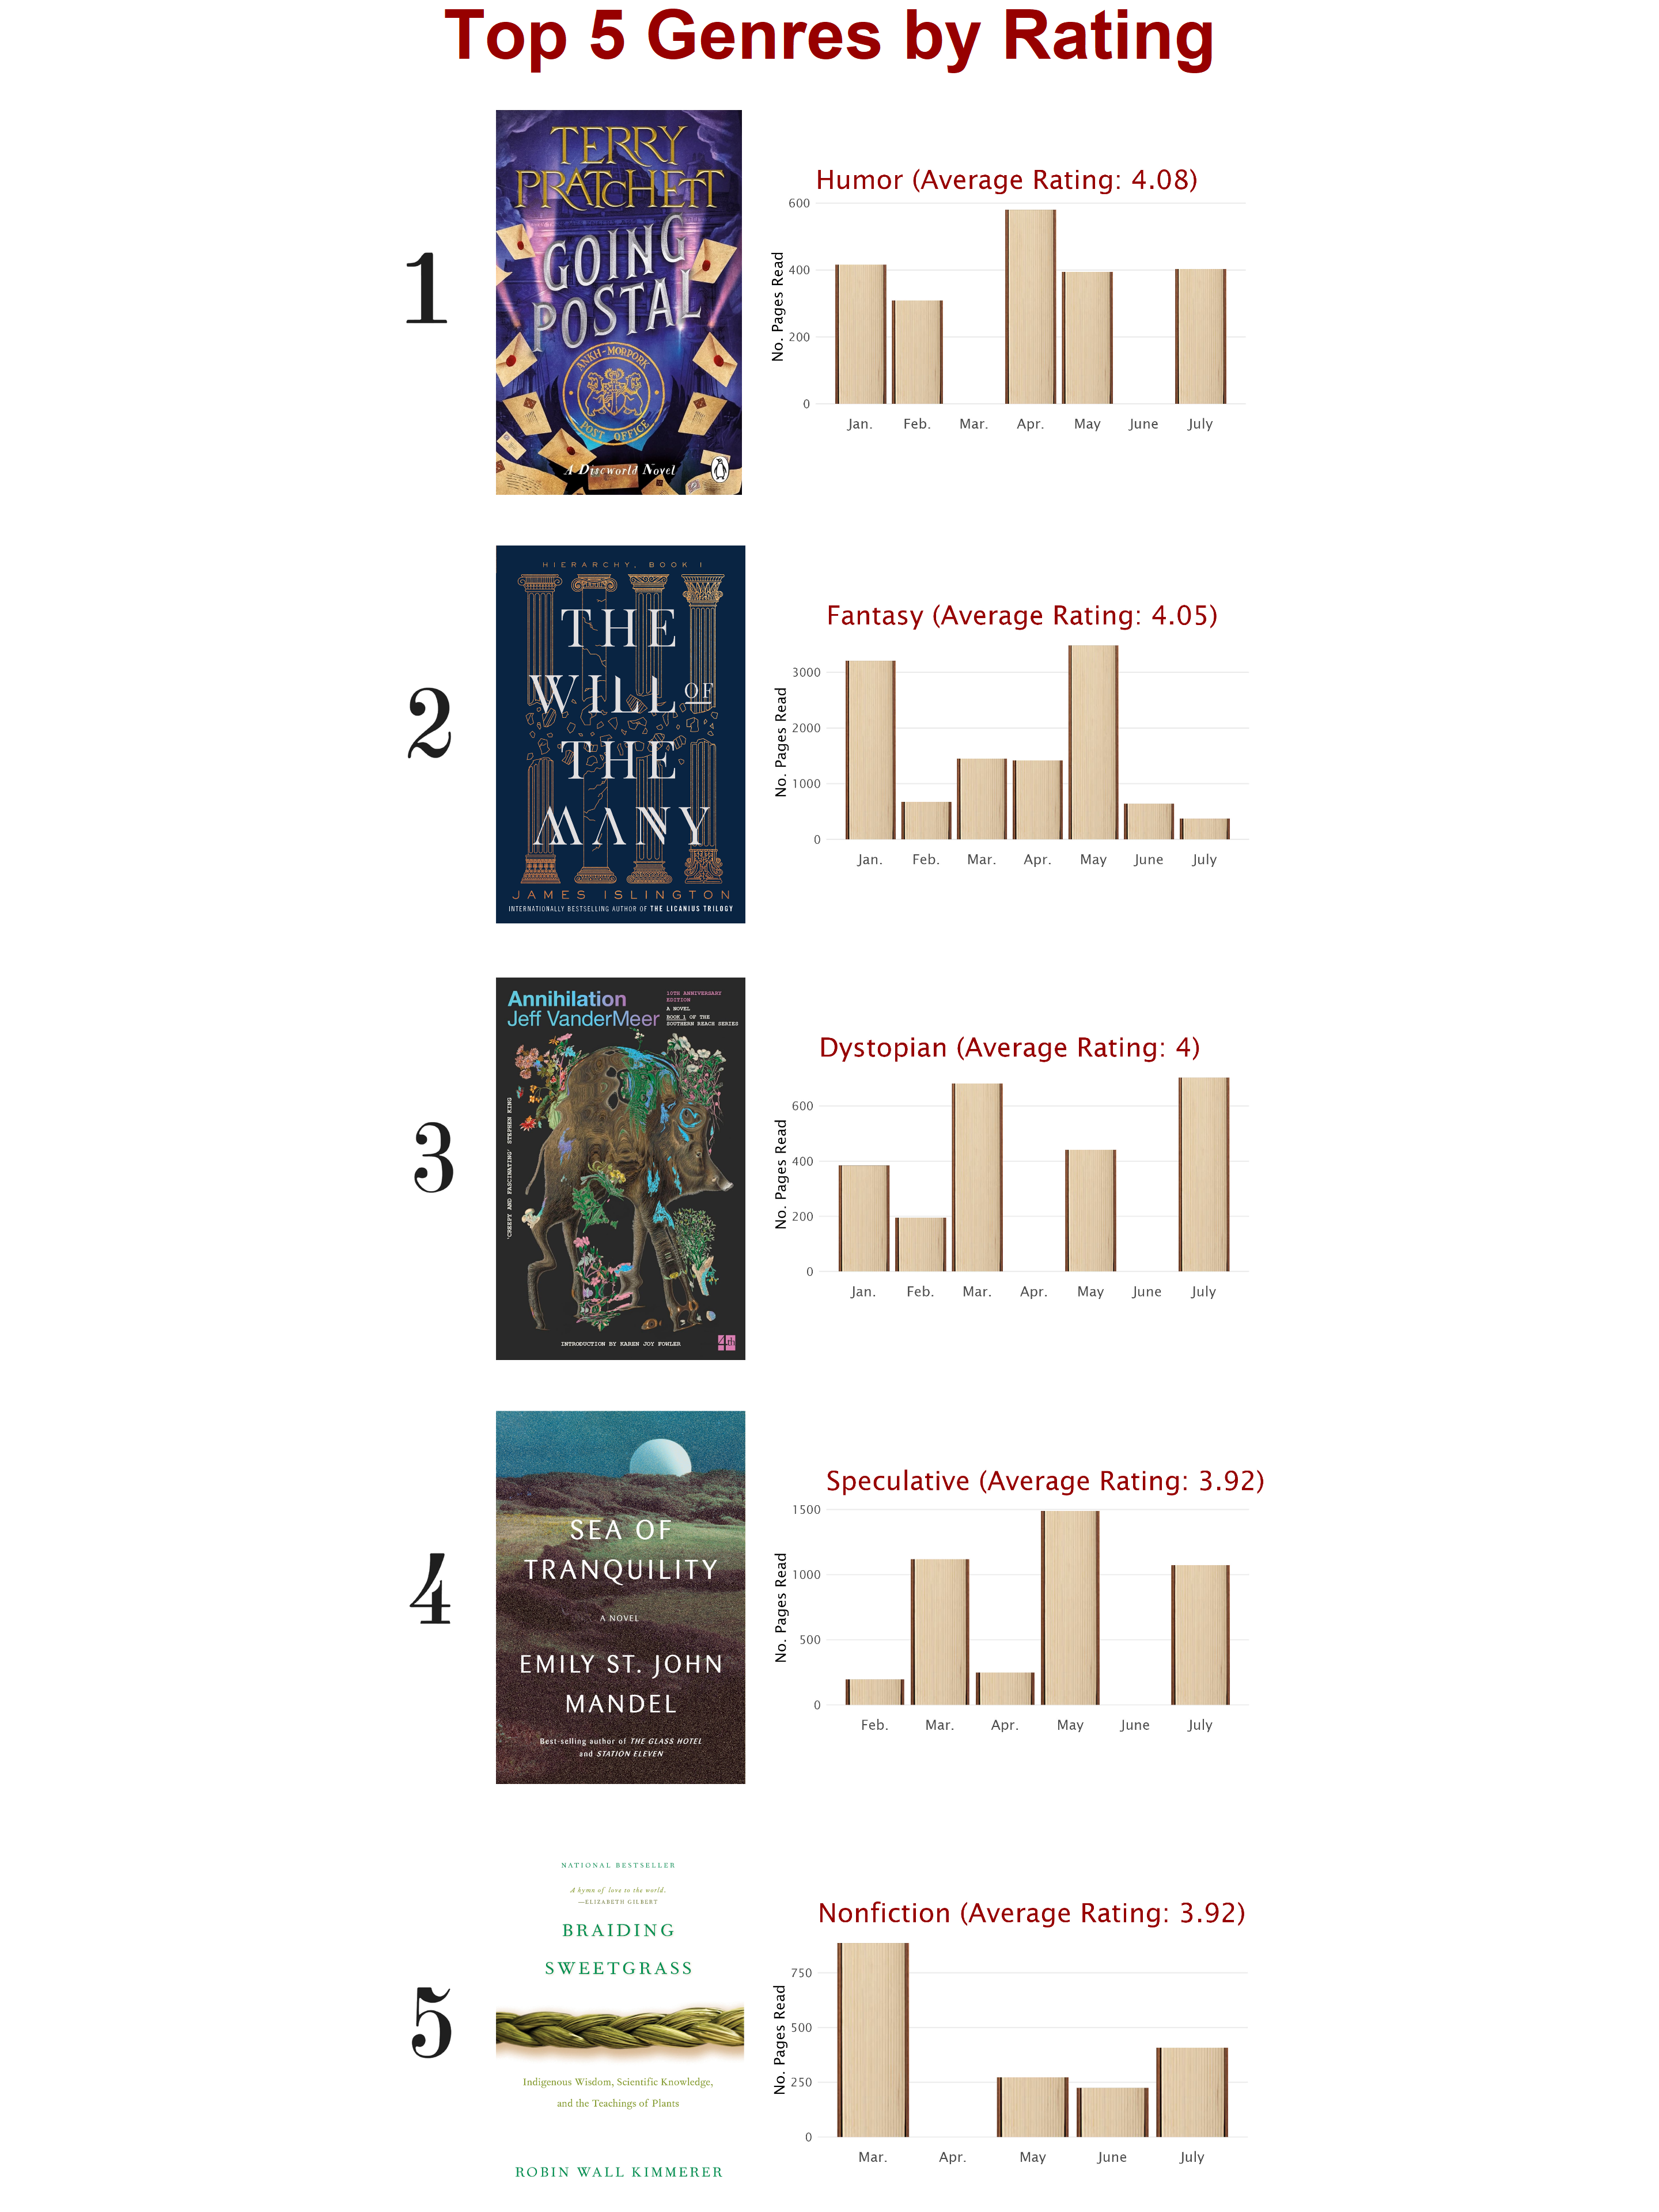 Top 5 Genres by Rating
1
TERRY
PRATCHETT
GOING
POSTAL
ANKH-MORPORK
POST OFFICE
A Discworld Novel
Humor (Average Rating: 4.08)
No. Pages Read
600
400
200
0
Jan. Feb. Mar. Apr. May June July
2
HIERARCHY, BOOK I
THE
WILL OF
THE
MANY
JAMES ISLINGTON
INTERNATIONALLY BESTSELLING AUTHOR OF THE LICANIUS TRILOGY
Fantasy (Average Rating: 4.05)
No. Pages Read
3000
2000
1000
0
Jan. Feb. Mar. Apr. May June July
3
Annihilation
Jeff VanderMeer
10TH ANNIVERSARY
EDITION
A NOVEL
BOOK 1 OF THE
SOUTHERN REACH SERIES
'CREEPY AND FASCINATING' STEPHEN KING
INTRODUCTION BY KAREN JOY FOWLER
4th
Dystopian (Average Rating: 4)
No. Pages Read
600
400
200
0
Jan. Feb. Mar. Apr. May June July
4
SEA OF
TRANQUILITY
A NOVEL
EMILY ST. JOHN
MANDEL
Best-selling author of THE GLASS HOTEL
and STATION ELEVEN
Speculative (Average Rating: 3.92)
No. Pages Read
1500
1000
500
0
Feb. Mar. Apr. May June July
5
NATIONAL BESTSELLER
A hymn of love to the world.
—ELIZABETH GILBERT
BRAIDING
SWEETGRASS
Indigenous Wisdom, Scientific Knowledge,
and the Teachings of Plants
ROBIN WALL KIMMERER
Nonfiction (Average Rating: 3.92)
No. Pages Read
750
500
250
0
Mar. Apr. May June July